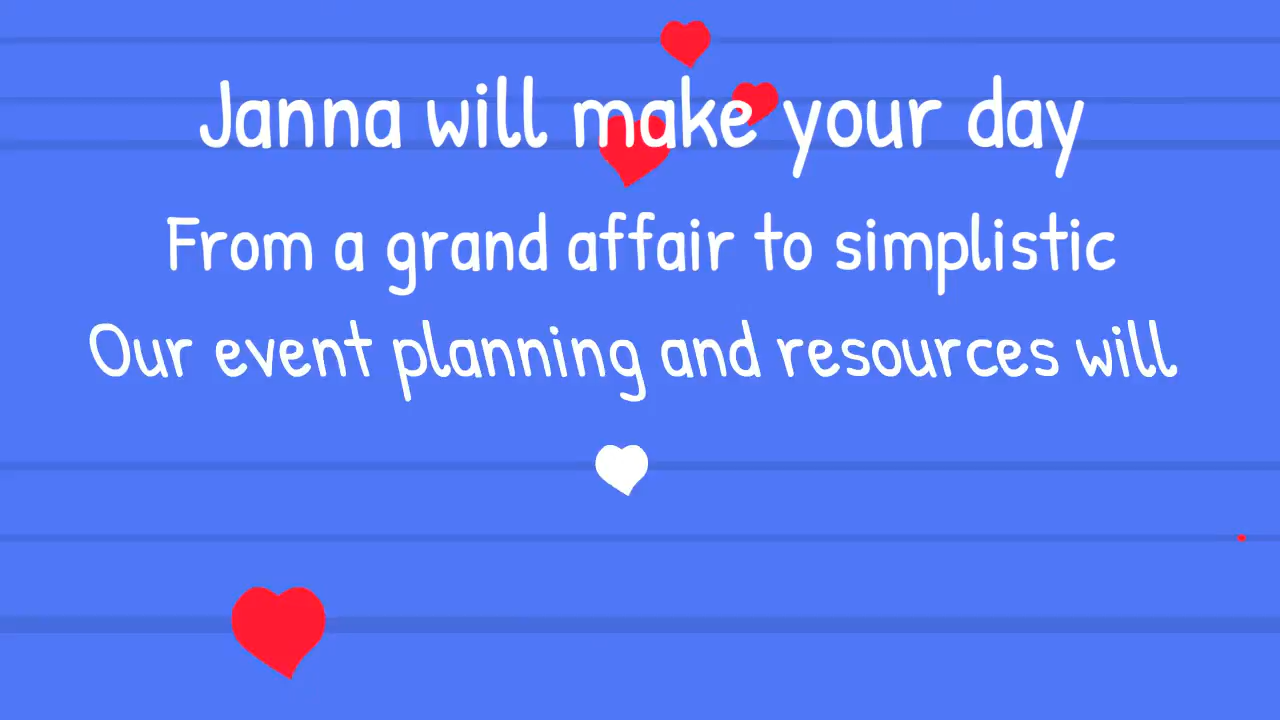 Janna will make your day
From a grand affair to simplistic
Our event planning and resources will